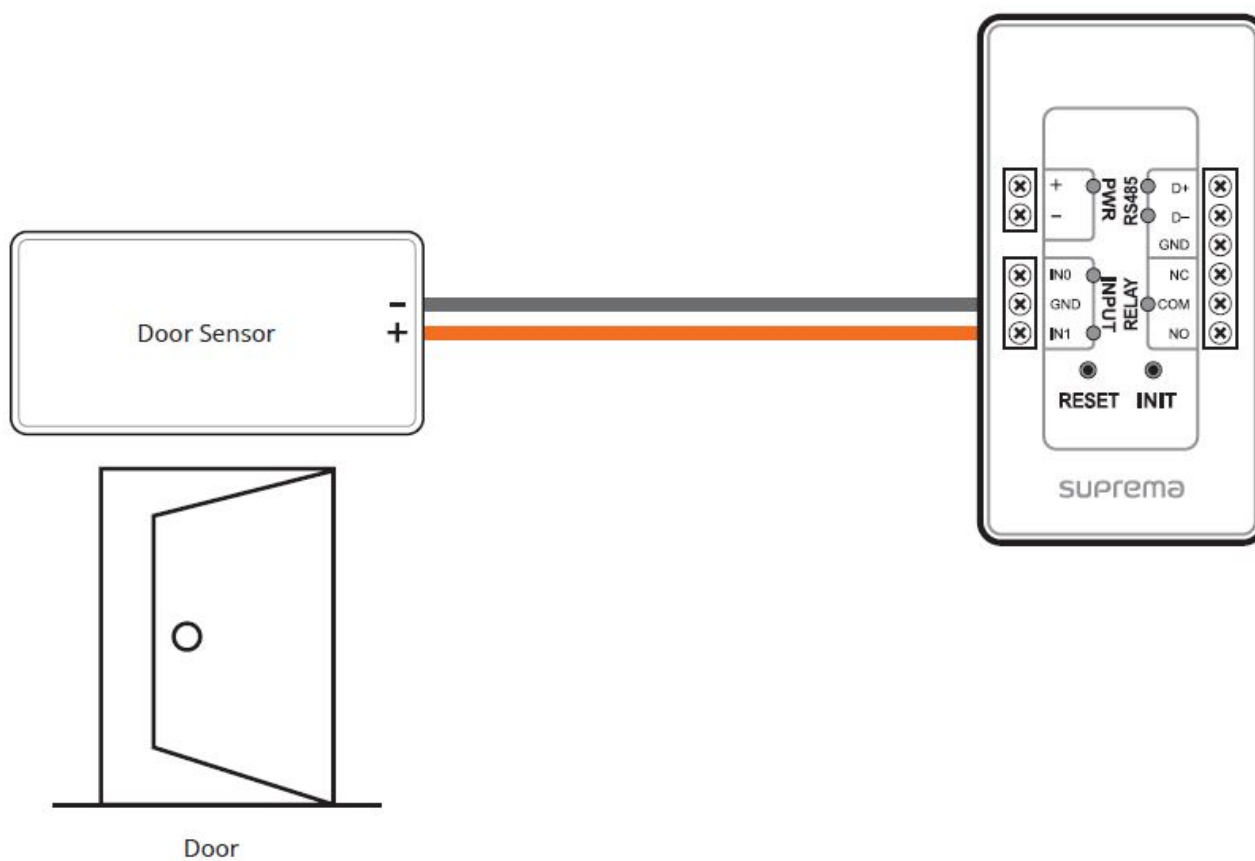 Door Sensor
−
+
+
−
PWR
RS485
D+
D−
GND
IN0
GND
IN1
INPUT
RELAY
NC
COM
NO
RESET INIT
suprema
Door